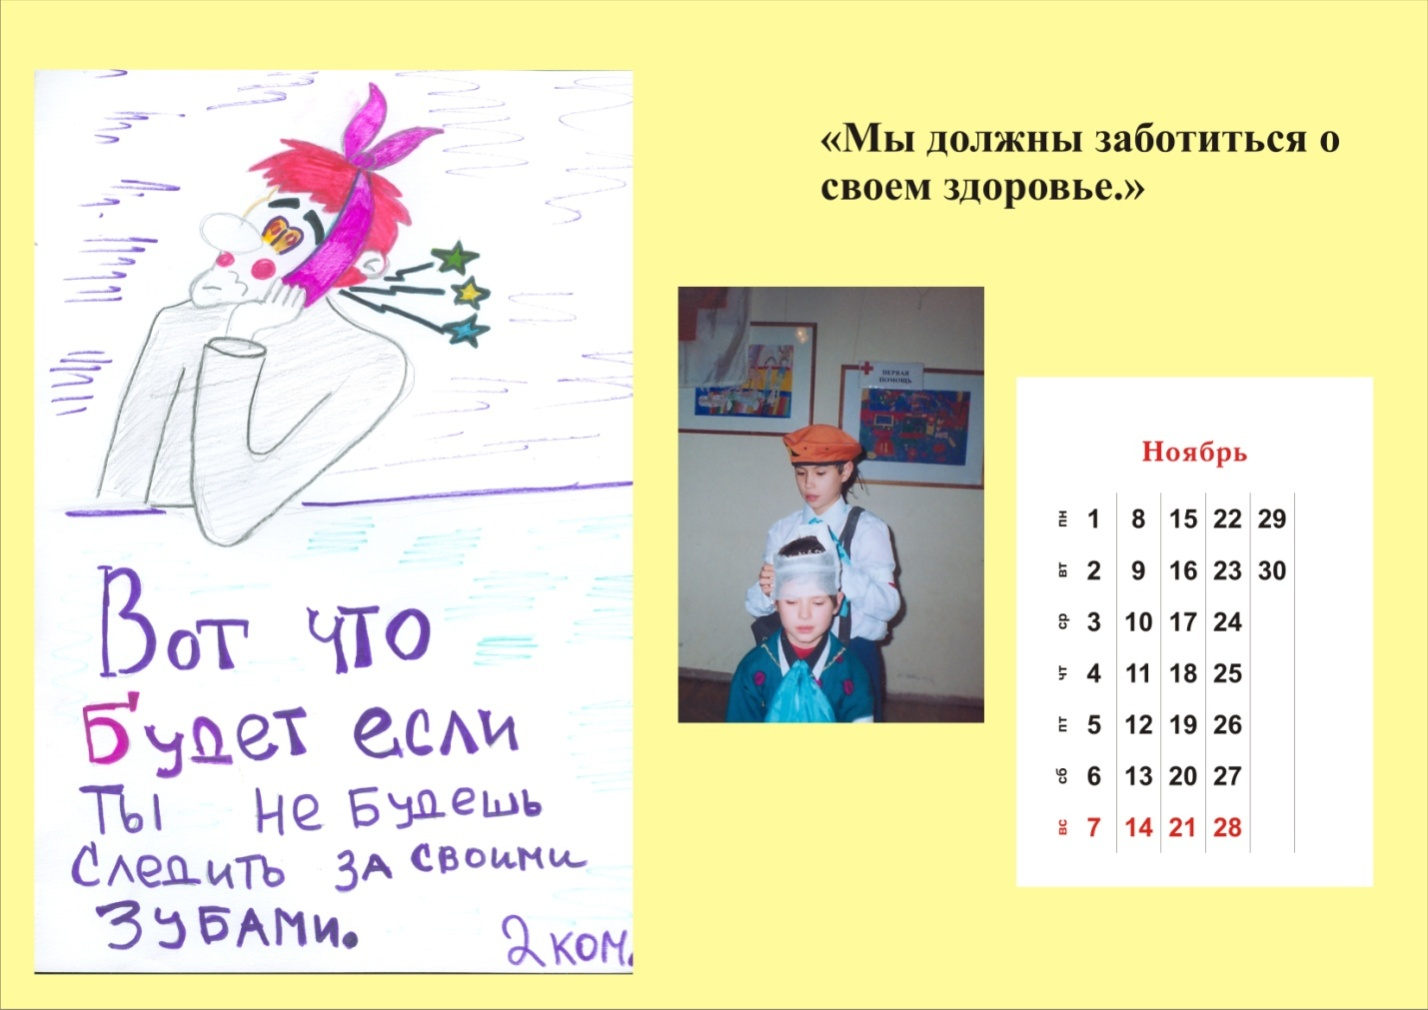 Вот что
Будет если
Ты не будешь
следить за своими
зубами.
2 ком.
«Мы должны заботиться о
своем здоровье.»
ПЕРВАЯ
ПОМОЩЬ
Ноябрь
пн 1 8 15 22 29
вт 2 9 16 23 30
ср 3 10 17 24
чт 4 11 18 25
пт 5 12 19 26
сб 6 13 20 27
вс 7 14 21 28